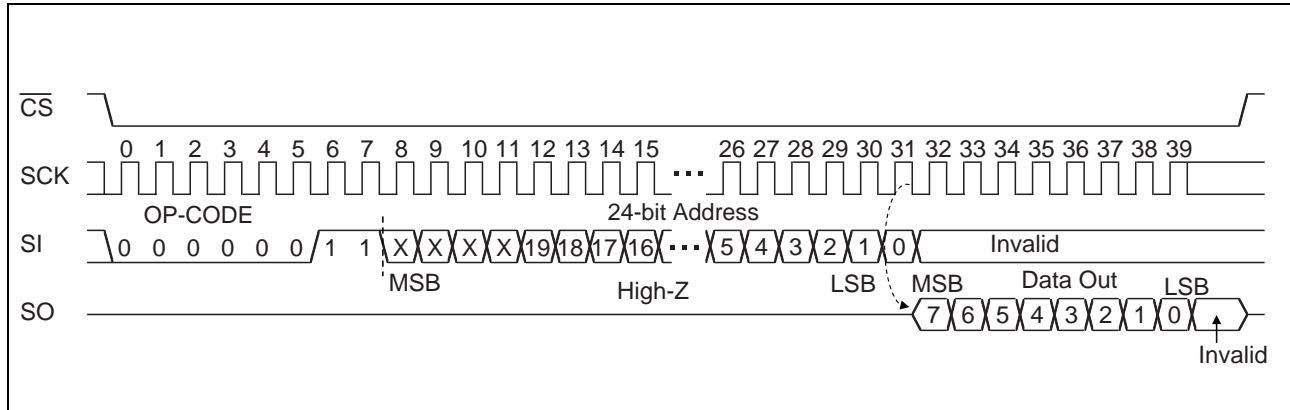 CS
0 1 2 3 4 5 6 7 8 9 10 11 12 13 14 15 26 27 28 29 30 31 32 33 34 35 36 37 38 39
SCK ...
OP-CODE 24-bit Address
SI 0 0 0 0 0 0 1 1 X X X X 19 18 17 16 ... 5 4 3 2 1 0 Invalid
MSB High-Z LSB MSB Data Out LSB
SO 7 6 5 4 3 2 1 0
Invalid